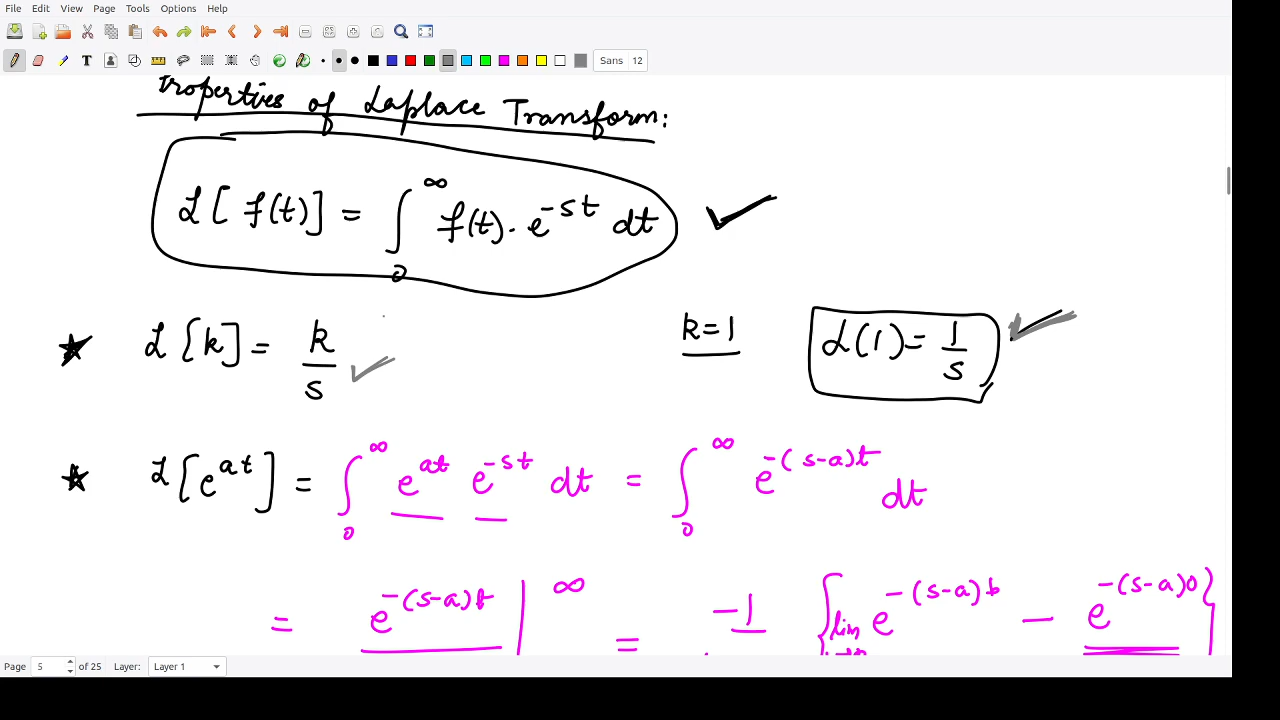 File Edit View Page Tools Options Help
Sans 12
Properties of Laplace Transform:
ℒ[f(t)] = ∫₀^∞ f(t) · e^{-st} dt
★ ℒ[k] = k/s k=1 ℒ(1) = 1/s
★ ℒ[e^{at}] = ∫₀^∞ e^{at} e^{-st} dt = ∫₀^∞ e^{-(s-a)t} dt
= e^{-(s-a)t} |^∞ = -1 { lim e^{-(s-a)b} - e^{-(s-a)0} }
Page 5 of 25 Layer: Layer 1